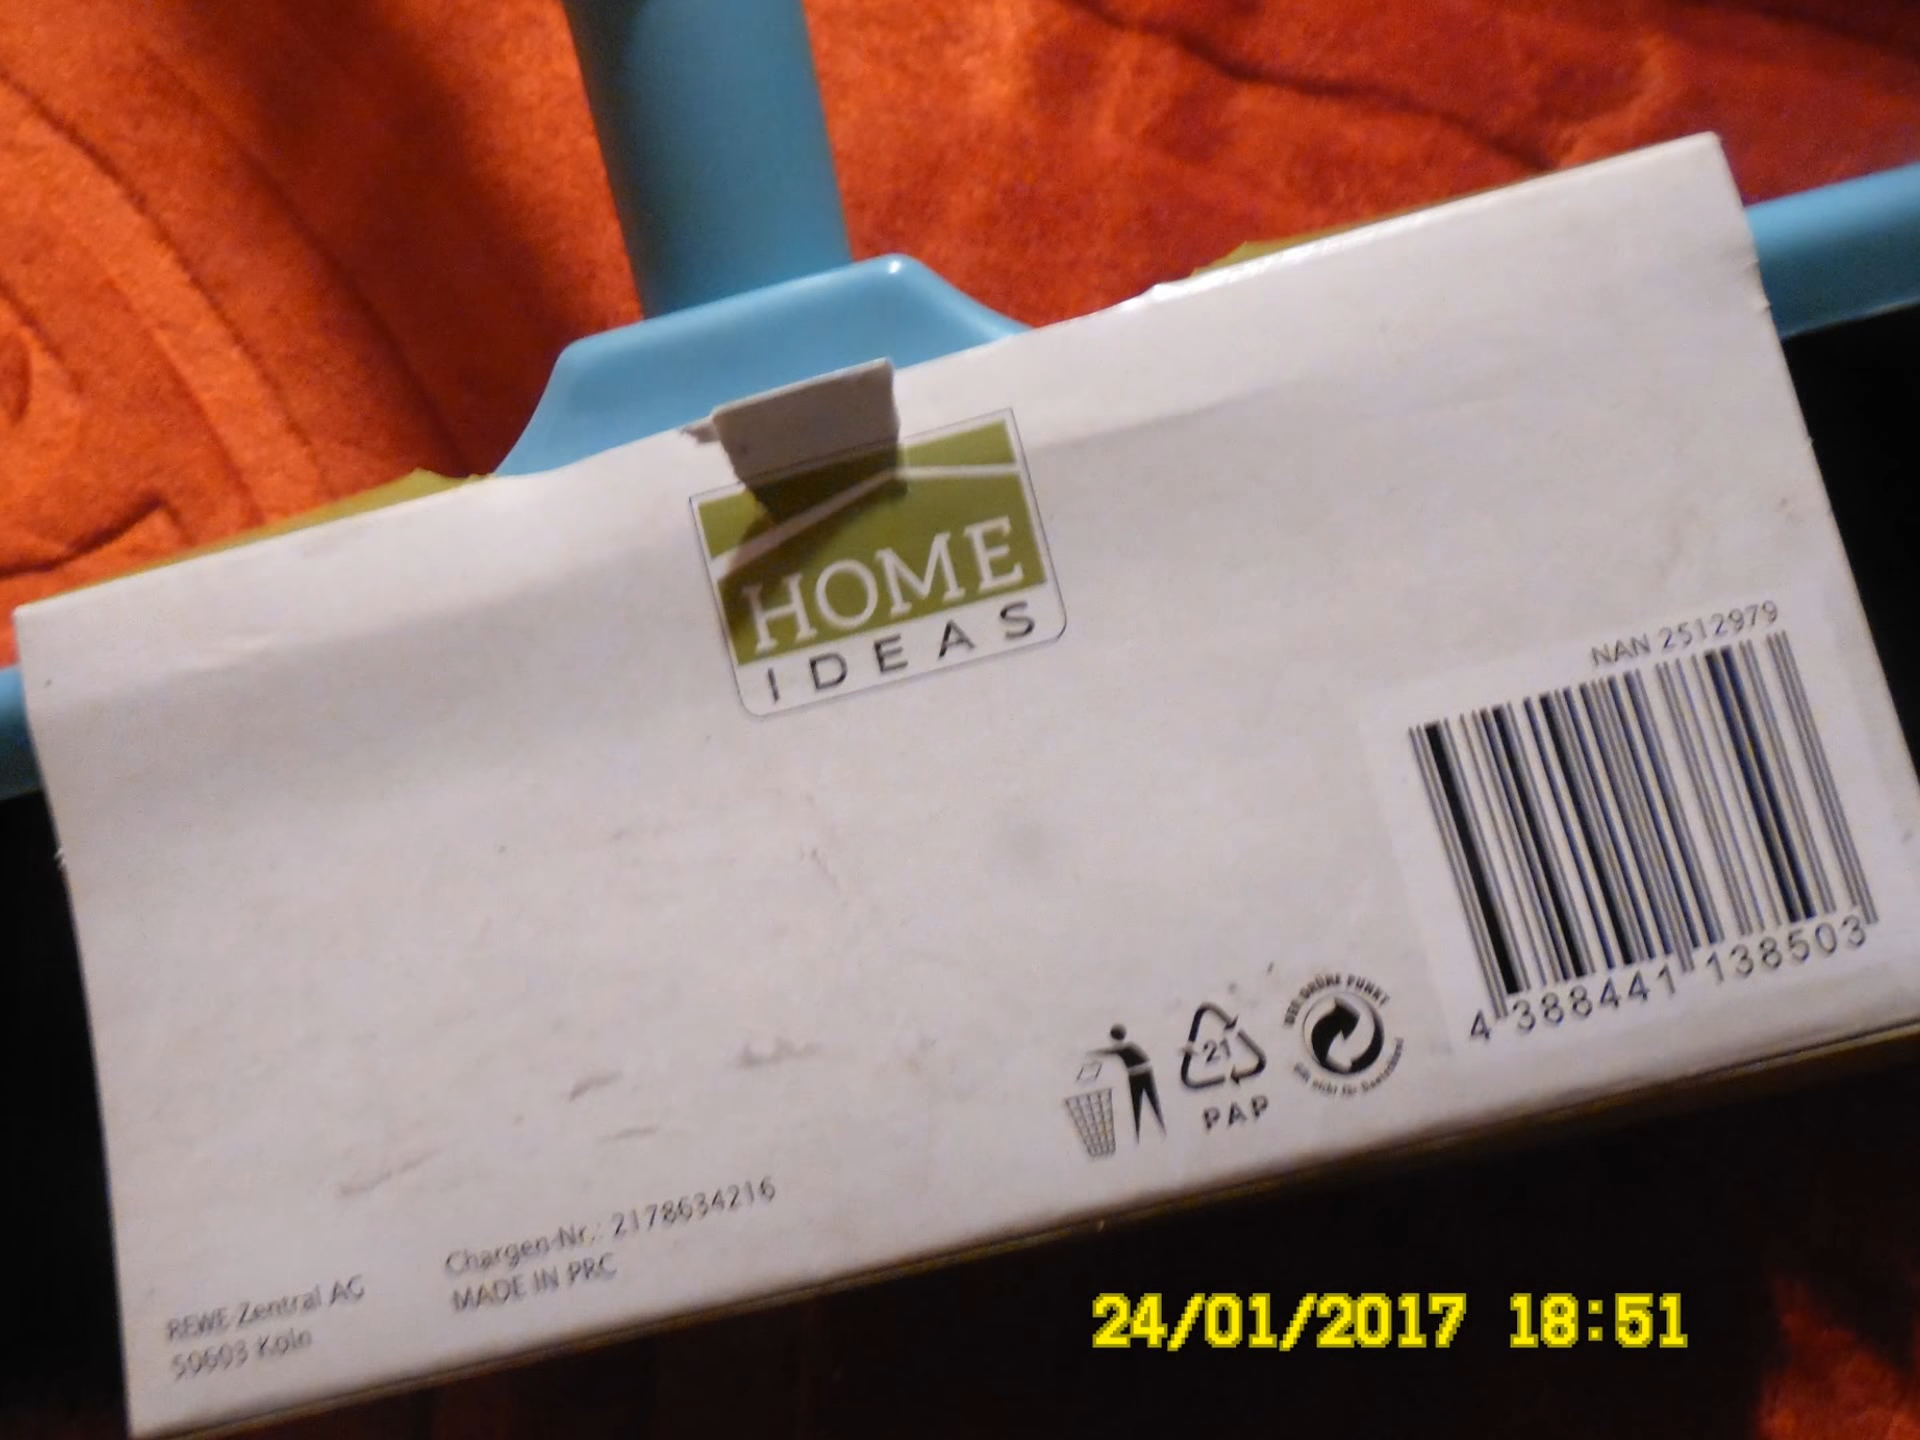 HOME
IDEAS
NAN 2512979
4 388441 138503
DER GRÜNE PUNKT
21
PAP
Chargen-Nr.: 2178634216
MADE IN PRC
REWE Zentral AG
50603 Köln
24/01/2017 18:51